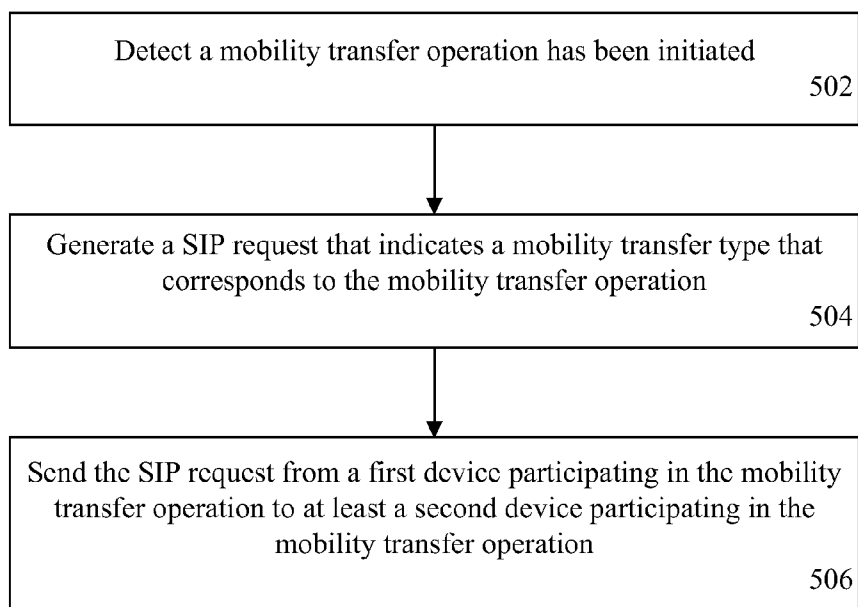 Detect a mobility transfer operation has been initiated
502
Generate a SIP request that indicates a mobility transfer type that
corresponds to the mobility transfer operation
504
Send the SIP request from a first device participating in the mobility
transfer operation to at least a second device participating in the
mobility transfer operation
506